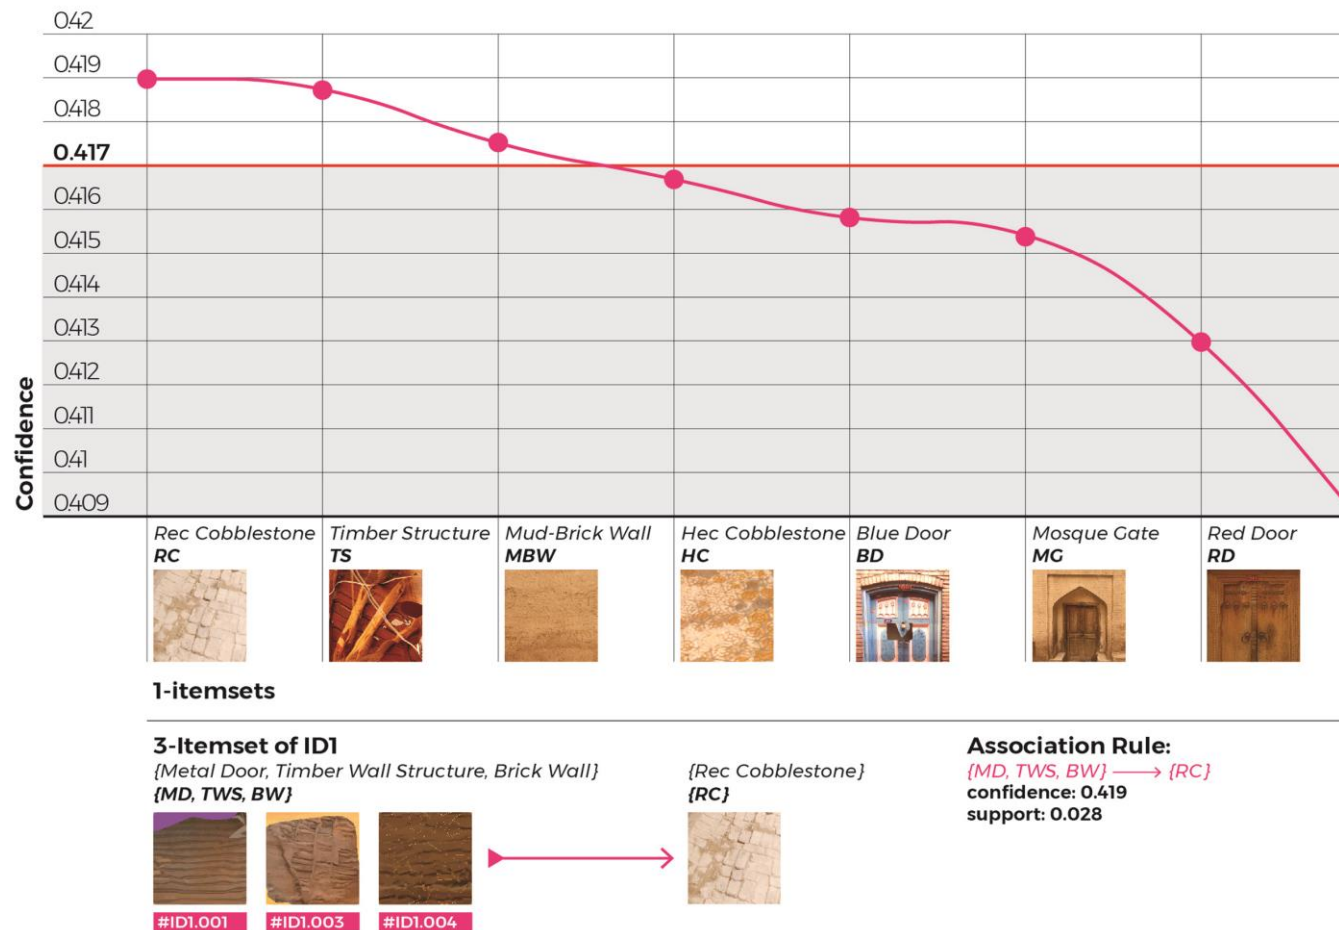 0.42
0.419
0.418
0.417
0.416
0.415
0.414
0.413
0.412
0.411
0.41
0.409
Confidence
Rec Cobblestone
RC
Timber Structure
TS
Mud-Brick Wall
MBW
Hec Cobblestone
HC
Blue Door
BD
Mosque Gate
MG
Red Door
RD
1-itemsets
3-Itemset of ID1
{Metal Door, Timber Wall Structure, Brick Wall}
{MD, TWS, BW}
#ID1.001
#ID1.003
#ID1.004
{Rec Cobblestone}
{RC}
Association Rule:
{MD, TWS, BW} ⟶ {RC}
confidence: 0.419
support: 0.028